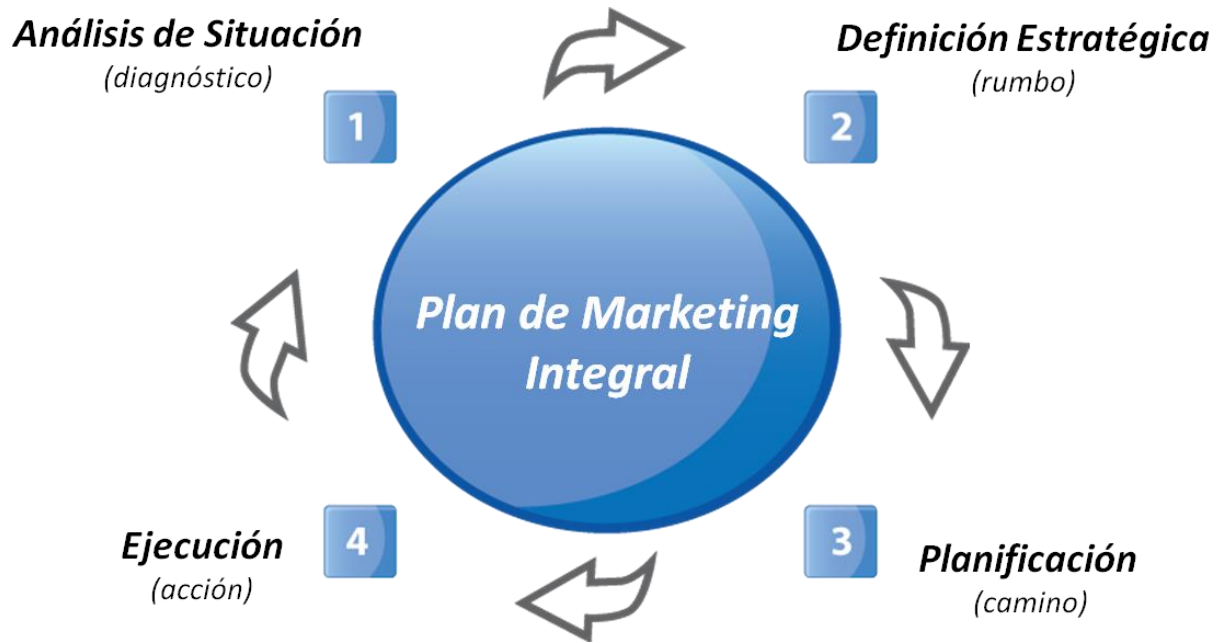 Análisis de Situación
(diagnóstico)
1
Definición Estratégica
(rumbo)
2
Plan de Marketing
Integral
Ejecución
(acción)
4
3
Planificación
(camino)